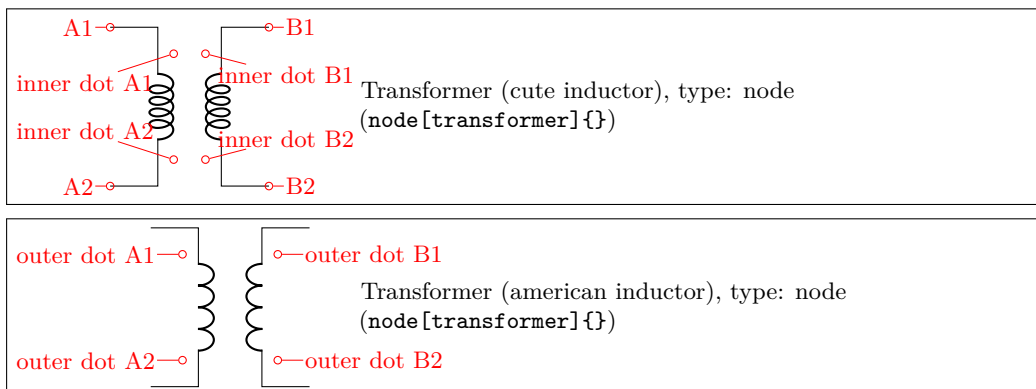 A1 B1
inner dot A1 inner dot B1
Transformer (cute inductor), type: node
(node[transformer]{})
inner dot A2 inner dot B2
A2 B2
outer dot A1 outer dot B1
Transformer (american inductor), type: node
(node[transformer]{})
outer dot A2 outer dot B2